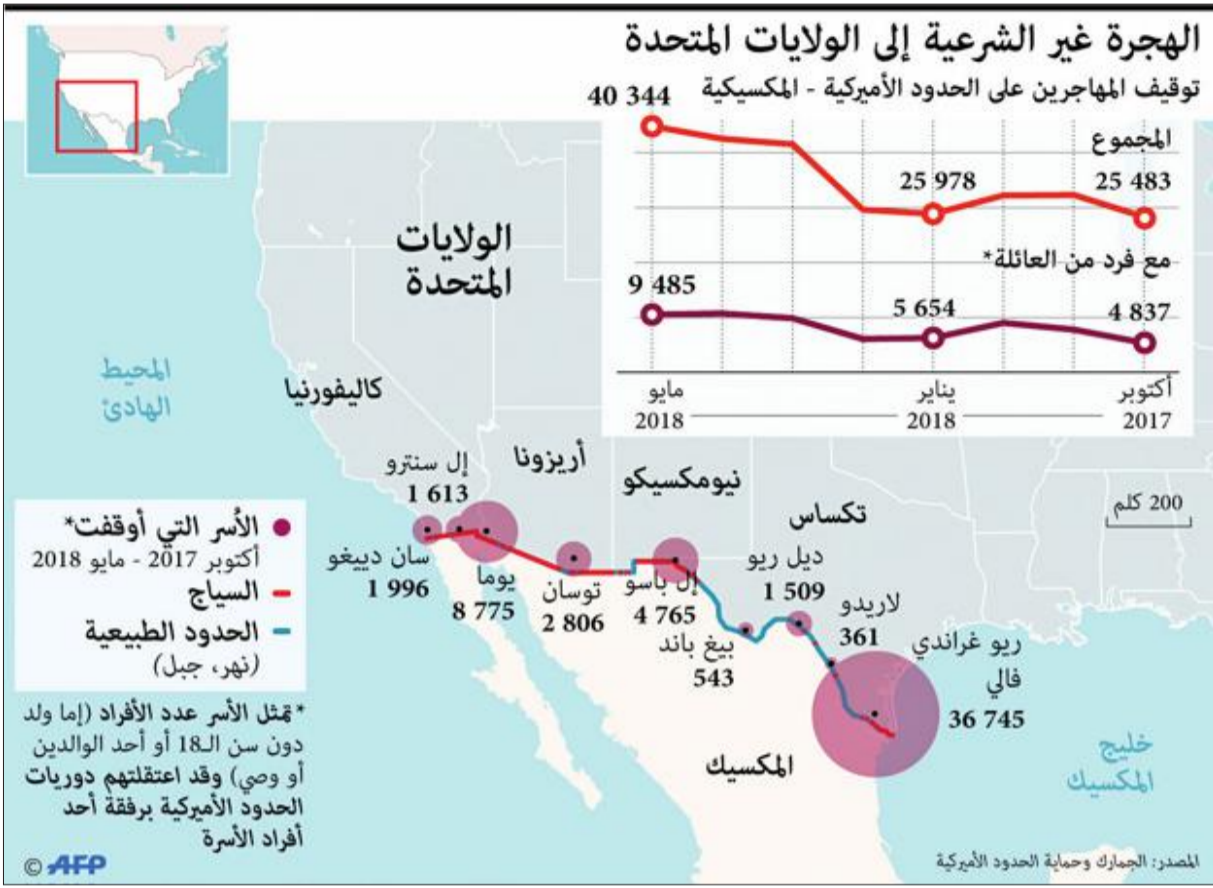 الهجرة غير الشرعية إلى الولايات المتحدة
توقيف المهاجرين على الحدود الأميركية - المكسيكية
المجموع
25 483
25 978
40 344
مع فرد من العائلة*
4 837
5 654
9 485
أكتوبر
2017
يناير
2018
مايو
2018
الولايات
المتحدة
المحيط
الهادئ
كاليفورنيا
أريزونا
نيومكسيكو
تكساس
200 كلم
إل سنترو
1 613
سان دييغو
1 996
يوما
8 775
توسان
2 806
إل باسو
4 765
بيغ باند
543
ديل ريو
1 509
لاريدو
361
ريو غراندي
فالي
36 745
المكسيك
خليج
المكسيك
الأسر التي أوقفت*
أكتوبر 2017 - مايو 2018
السياج
الحدود الطبيعية
(نهر، جبل)
*تمثل الأسر عدد الأفراد (إما ولد
دون سن الـ18 أو أحد الوالدين
أو وصي) وقد اعتقلتهم دوريات
الحدود الأميركية برفقة أحد
أفراد الأسرة
المصدر: الجمارك وحماية الحدود الأميركية
© AFP